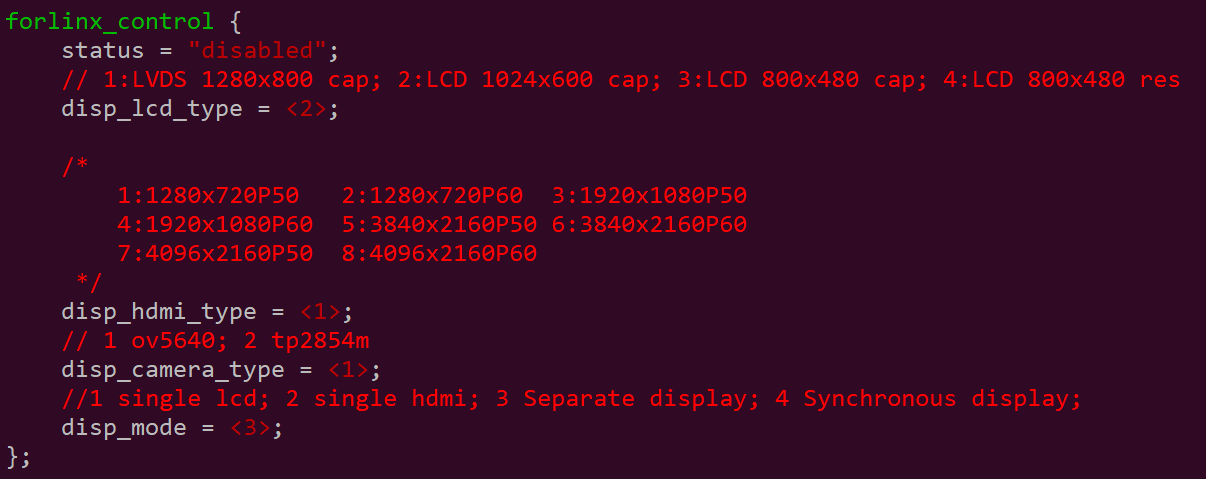 forlinx_control {
    status = "disabled";
    // 1:LVDS 1280x800 cap; 2:LCD 1024x600 cap; 3:LCD 800x480 cap; 4:LCD 800x480 res
    disp_lcd_type = <2>;

    /*
        1:1280x720P50   2:1280x720P60  3:1920x1080P50
        4:1920x1080P60  5:3840x2160P50 6:3840x2160P60
        7:4096x2160P50  8:4096x2160P60
     */
    disp_hdmi_type = <1>;
    // 1 ov5640; 2 tp2854m
    disp_camera_type = <1>;
    //1 single lcd; 2 single hdmi; 3 Separate display; 4 Synchronous display;
    disp_mode = <3>;
};